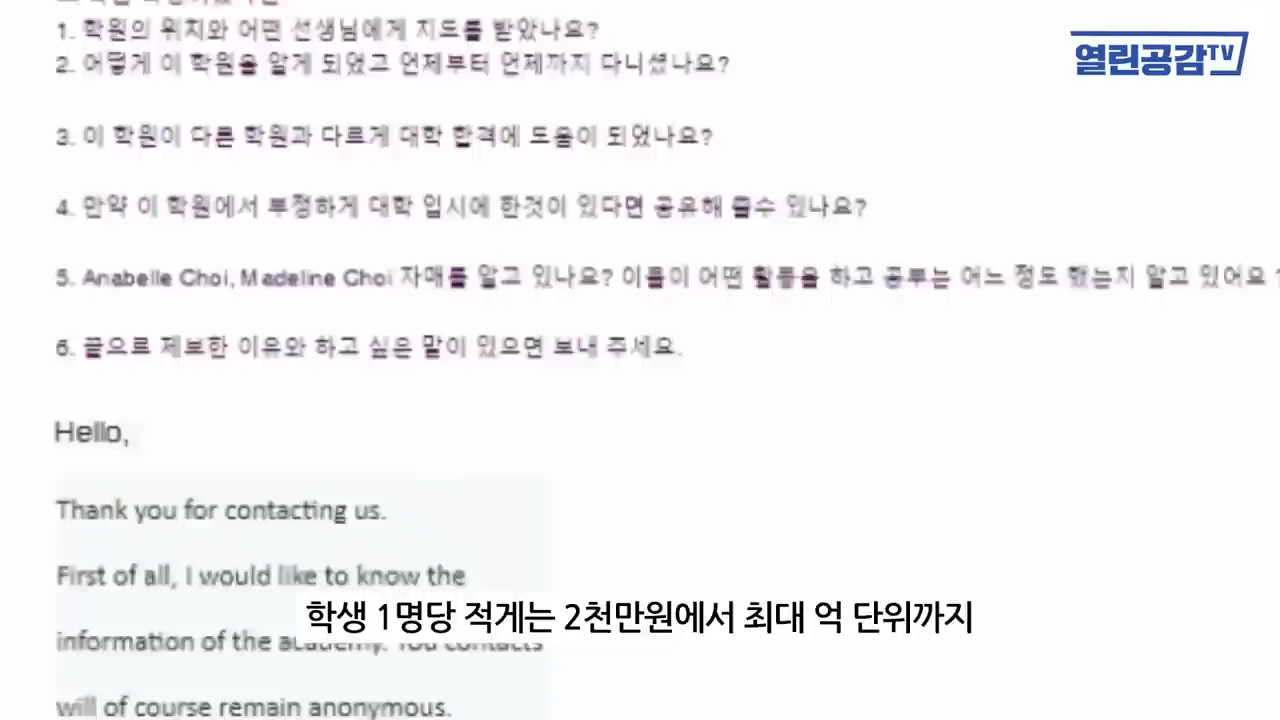 1. 학원의 위치와 어떤 선생님에게 지도를 받았나요?
열린공감TV
2. 어떻게 이 학원을 알게 되었고 언제부터 언제까지 다니셨나요?
3. 이 학원이 다른 학원과 다르게 대학 합격에 도움이 되었나요?
4. 만약 이 학원에서 부정하게 대학 입시에 한것이 있다면 공유해 줄수 있나요?
5. Anabelle Choi, Madeline Choi 자매를 알고 있나요? 이들이 어떤 활동을 하고 공부는 어느 정도 했는지 알고 있어요
6. 끝으로 제보한 이유와 하고 싶은 말이 있으면 보내 주세요.
Hello,
Thank you for contacting us.
First of all, I would like to know the
학생 1명당 적게는 2천만원에서 최대 억 단위까지
information of the academy. You contacts
will of course remain anonymous.